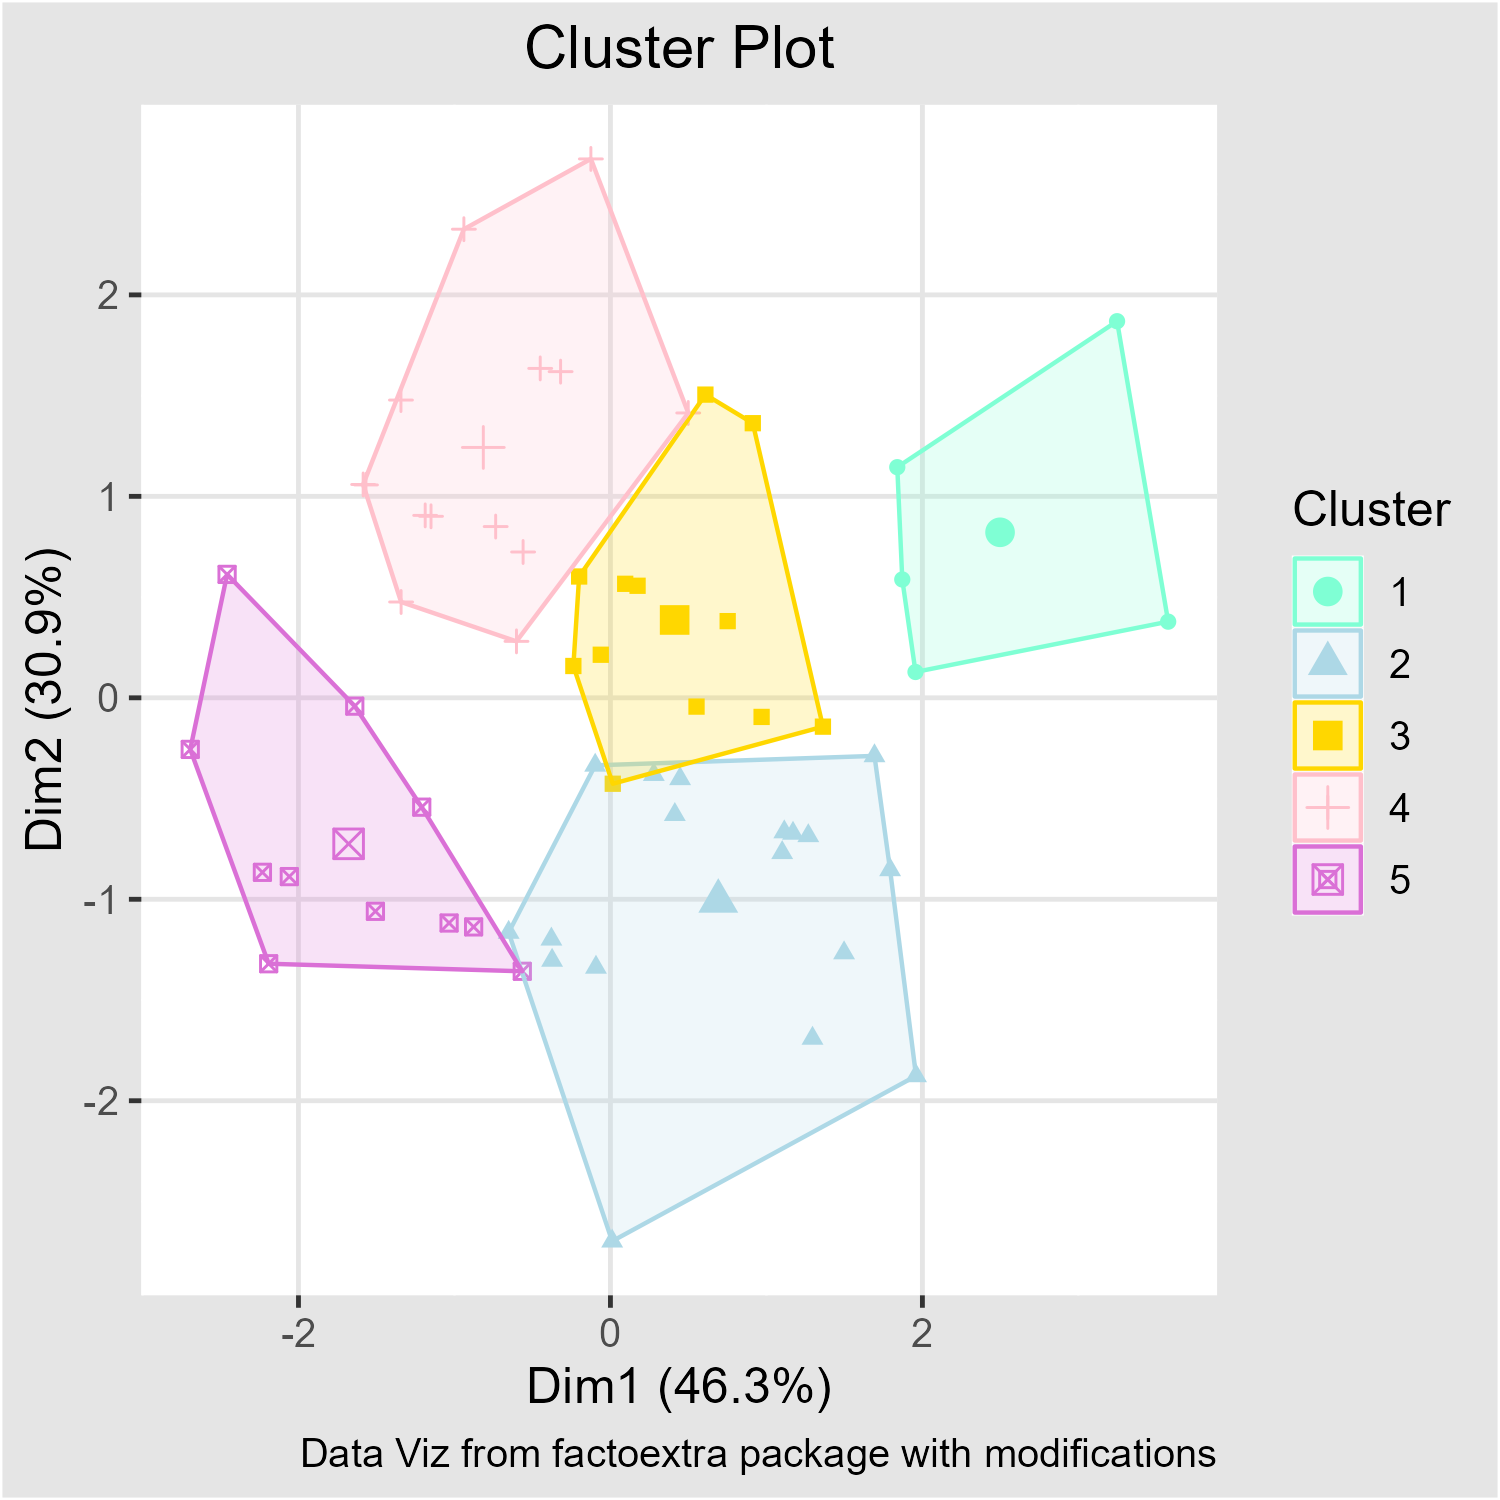 Cluster Plot
2
1
0
-1
-2
Dim2 (30.9%)
-2 0 2
Dim1 (46.3%)
Data Viz from factoextra package with modifications
Cluster
1
2
3
4
5